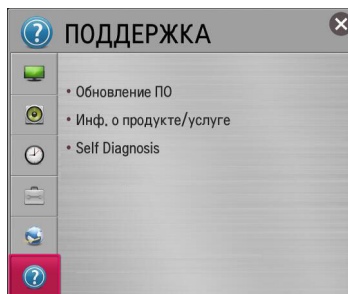 ПОДДЕРЖКА
• Обновление ПО
• Инф. о продукте/услуге
• Self Diagnosis